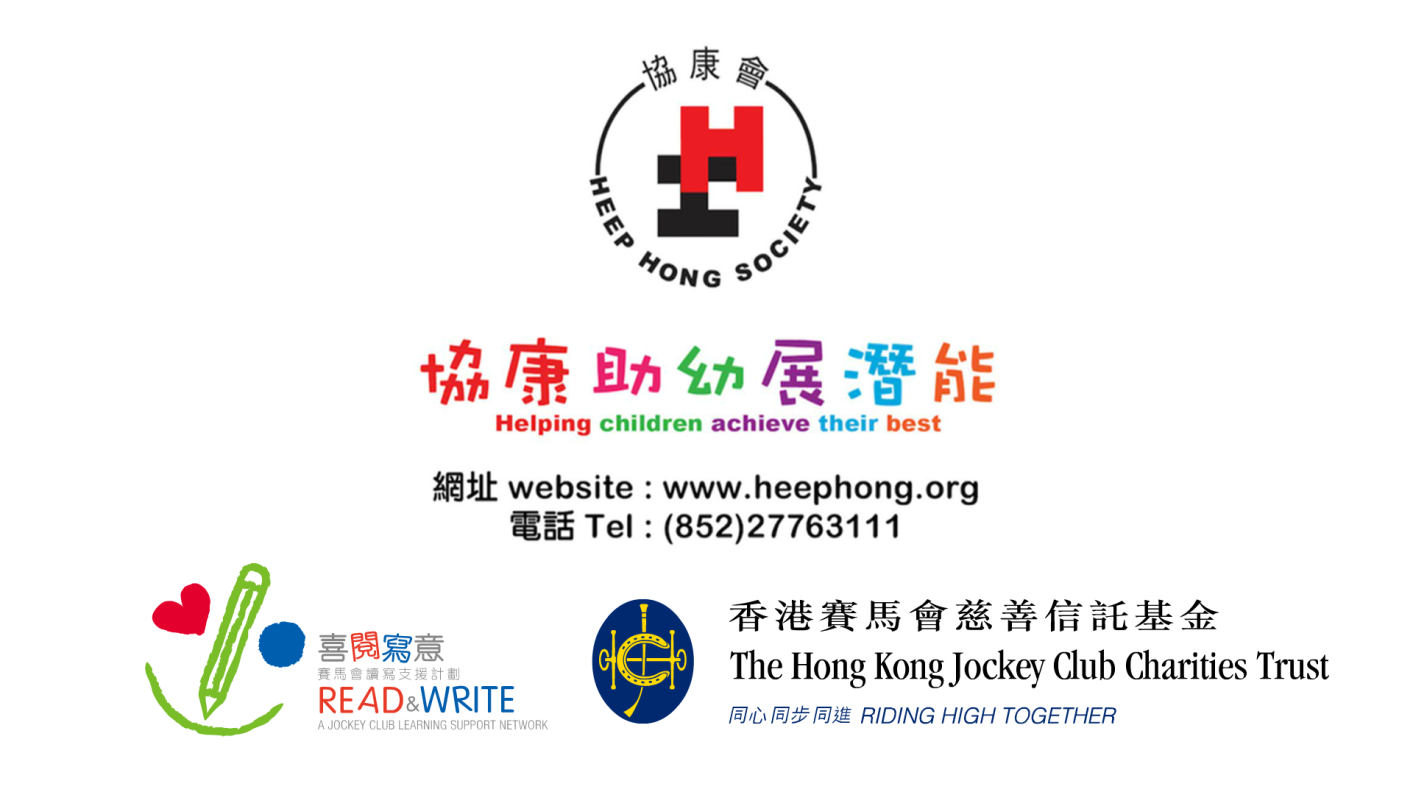 協康會
HEEP HONG SOCIETY
協康助幼展潛能
Helping children achieve their best
網址 website : www.heephong.org
電話 Tel : (852)27763111
喜閱寫意
賽馬會讀寫支援計劃
READ&WRITE
A JOCKEY CLUB LEARNING SUPPORT NETWORK
香港賽馬會慈善信託基金
The Hong Kong Jockey Club Charities Trust
同心同步同進 RIDING HIGH TOGETHER